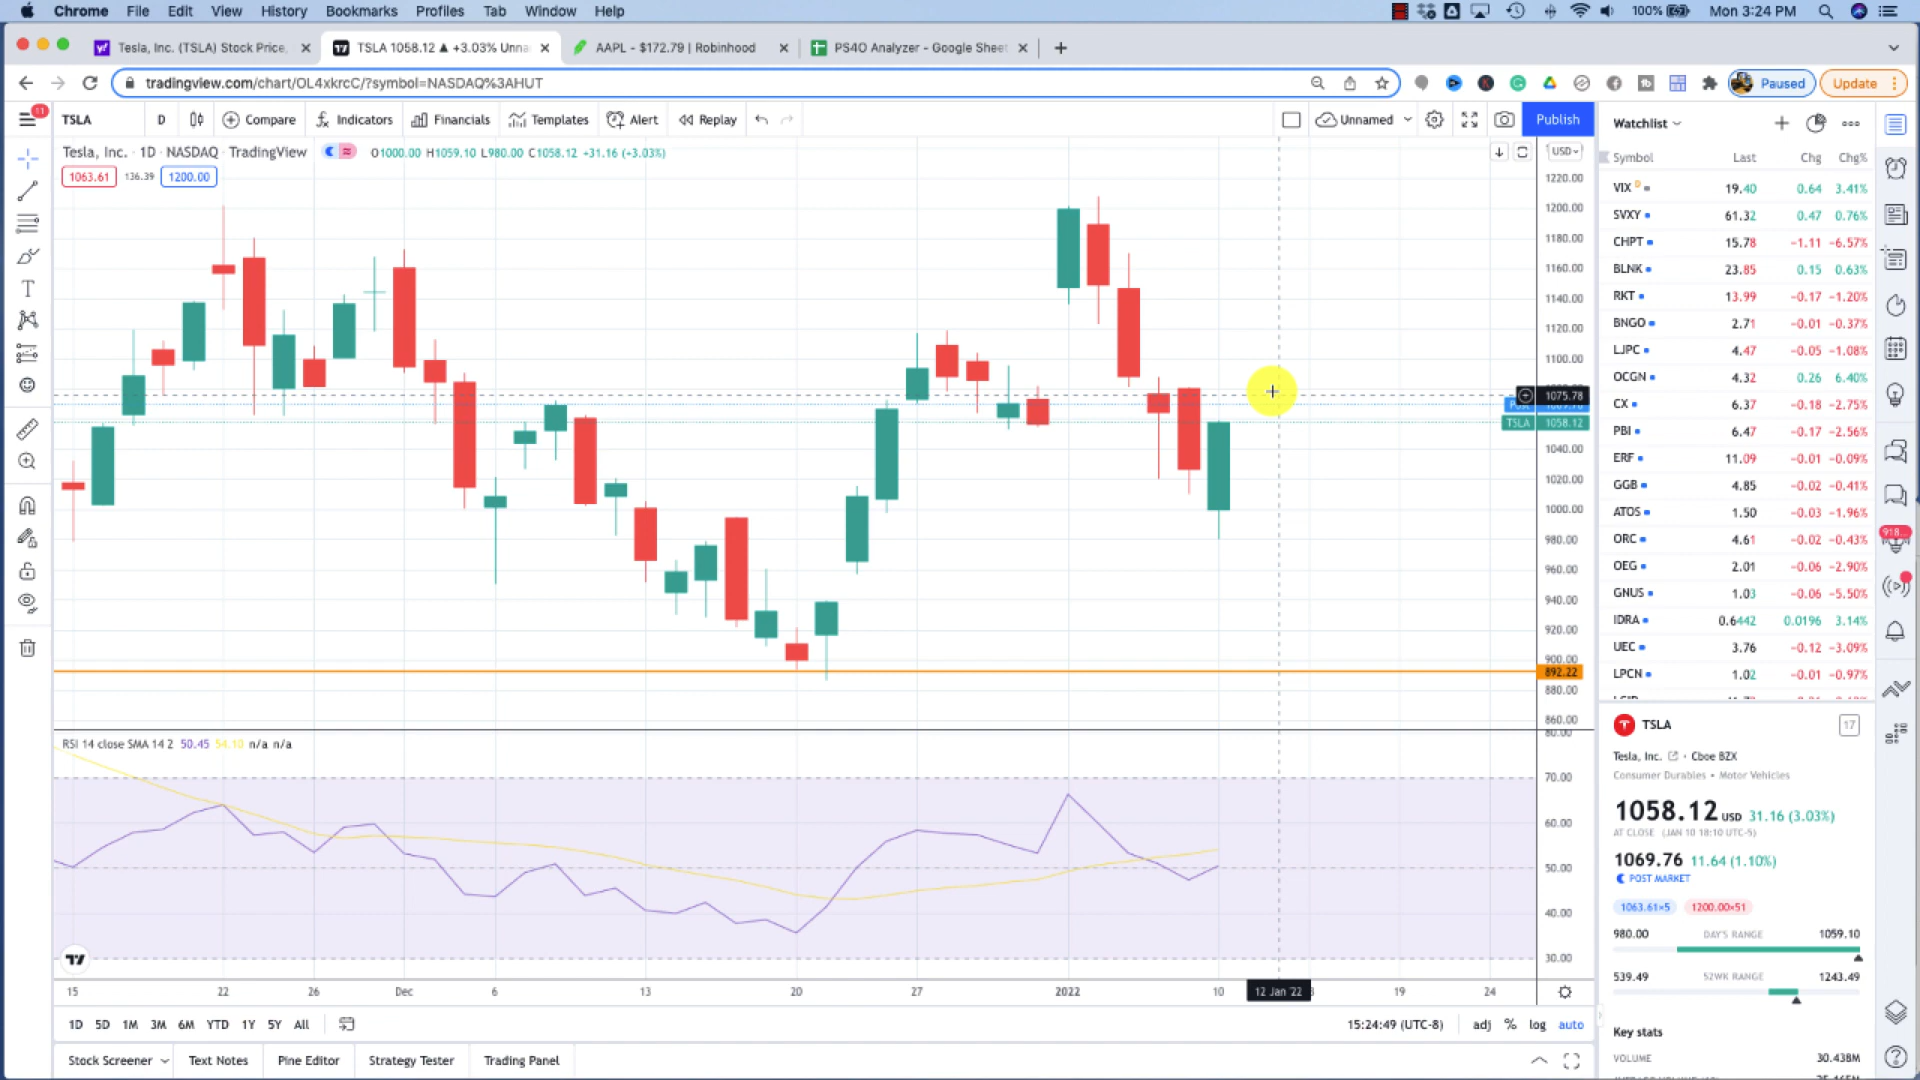 Chrome File Edit View History Bookmarks Profiles Tab Window Help 100% Mon 3:24 PM
Tesla, Inc. (TSLA) Stock Price, TSLA 1058.12 ▲ +3.03% Unna AAPL - $172.79 | Robinhood PS4O Analyzer - Google Sheet
tradingview.com/chart/OL4xkrcC/?symbol=NASDAQ%3AHUT Paused Update
11 TSLA D Compare Indicators Financials Templates Alert Replay Unnamed Publish
Tesla, Inc. · 1D · NASDAQ · TradingView O1000.00 H1059.10 L980.00 C1058.12 +31.16 (+3.03%) USD
1063.61 136.39 1200.00
1220.00
1200.00
1180.00
1160.00
1140.00
1120.00
1100.00
1075.78
TSLA 1058.12
1040.00
1020.00
1000.00
980.00
960.00
940.00
920.00
900.00
892.22
880.00
860.00
RSI 14 close SMA 14 2 50.45 54.10 n/a n/a
80.00
70.00
60.00
50.00
40.00
30.00
15 22 26 Dec 6 13 20 27 2022 10 12 Jan '22 19 24
1D 5D 1M 3M 6M YTD 1Y 5Y All 15:24:49 (UTC-8) adj % log auto
Stock Screener Text Notes Pine Editor Strategy Tester Trading Panel
Watchlist
Symbol Last Chg Chg%
VIX D 19.40 0.64 3.41%
SVXY 61.32 0.47 0.76%
CHPT 15.78 −1.11 −6.57%
BLNK 23.85 0.15 0.63%
RKT 13.99 −0.17 −1.20%
BNGO 2.71 −0.01 −0.37%
LJPC 4.47 −0.05 −1.08%
OCGN 4.32 0.26 6.40%
CX 6.37 −0.18 −2.75%
PBI 6.47 −0.17 −2.56%
ERF 11.09 −0.01 −0.09%
GGB 4.85 −0.02 −0.41%
ATOS 1.50 −0.03 −1.96%
ORC 4.61 −0.02 −0.43%
OEG 2.01 −0.06 −2.90%
GNUS 1.03 −0.06 −5.50%
IDRA 0.6442 0.0196 3.14%
UEC 3.76 −0.12 −3.09%
LPCN 1.02 −0.01 −0.97%
918...
TSLA 17
Tesla, Inc. • Cboe BZX
Consumer Durables • Motor Vehicles
1058.12 USD 31.16 (3.03%)
AT CLOSE (JAN 10 18:10 UTC-5)
1069.76 11.64 (1.10%)
POST MARKET
1063.61×5 1200.00×51
980.00 DAY'S RANGE 1059.10
539.49 52WK RANGE 1243.49
Key stats
VOLUME 30.438M